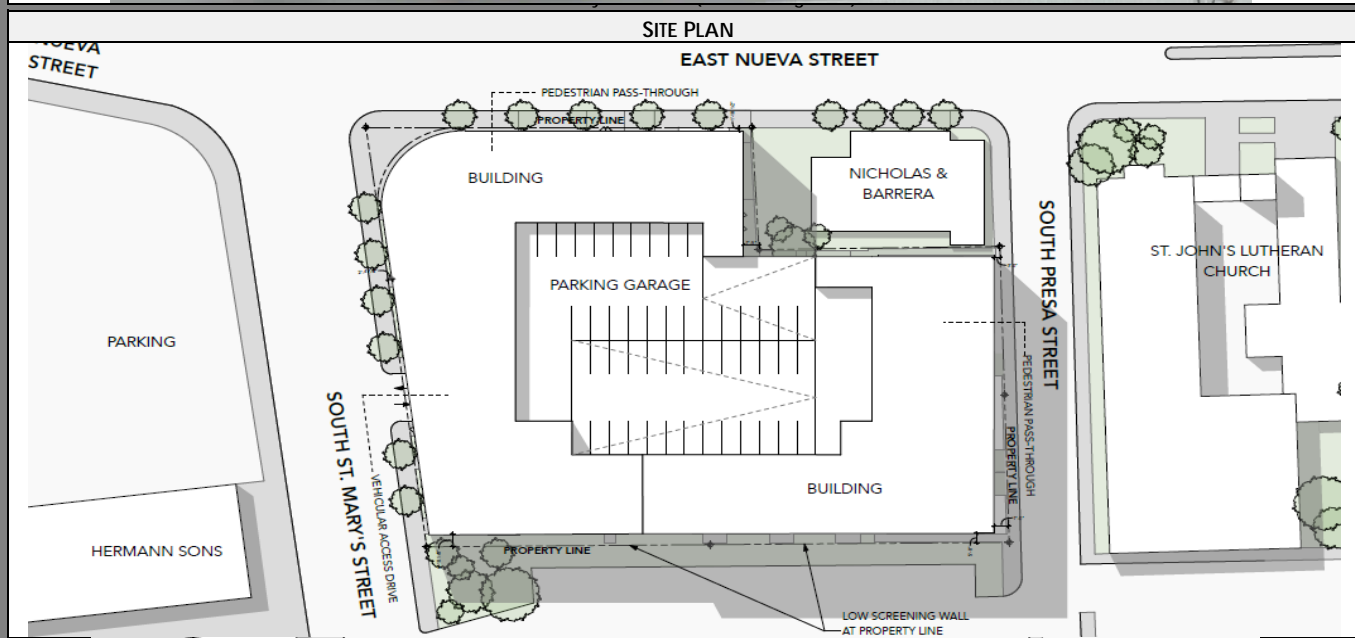 SITE PLAN
NUEVA
STREET
EAST NUEVA STREET
PEDESTRIAN PASS-THROUGH
PROPERTY LINE
BUILDING
NICHOLAS &
BARRERA
PARKING GARAGE
SOUTH PRESA STREET
ST. JOHN'S LUTHERAN
CHURCH
PARKING
PEDESTRIAN PASS-THROUGH
PROPERTY LINE
SOUTH ST. MARY'S STREET
VEHICULAR ACCESS DRIVE
BUILDING
HERMANN SONS
PROPERTY LINE
LOW SCREENING WALL
AT PROPERTY LINE